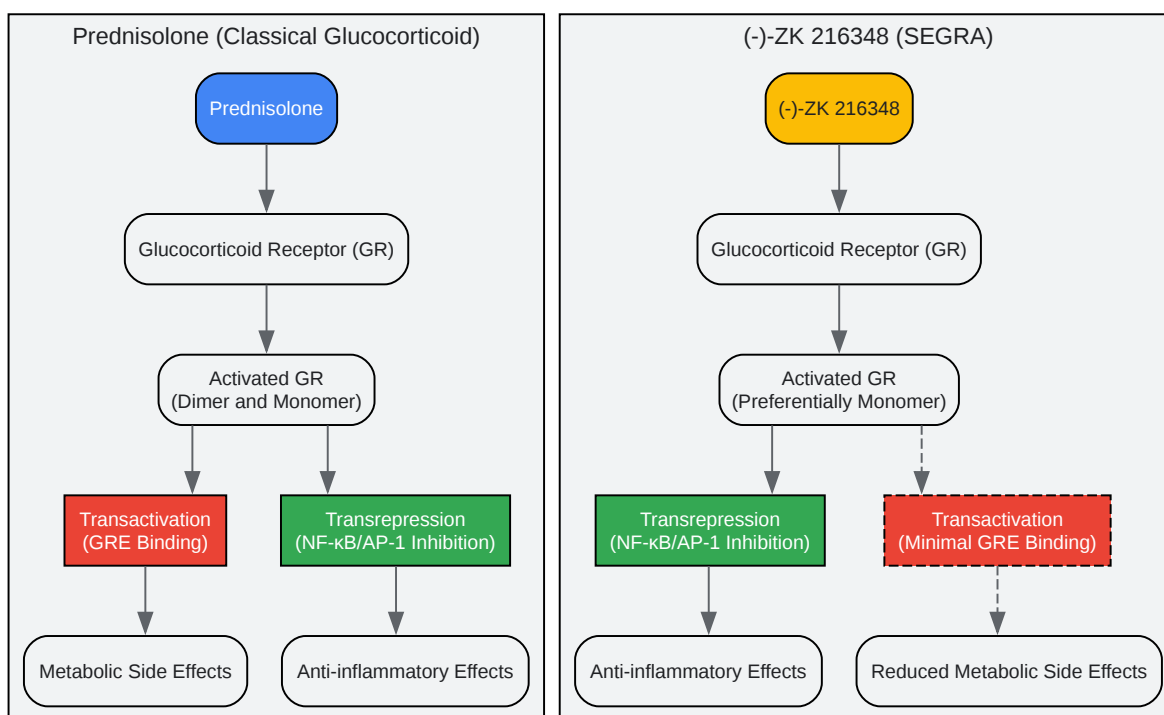 Prednisolone (Classical Glucocorticoid)
Prednisolone
Glucocorticoid Receptor (GR)
Activated GR
(Dimer and Monomer)
Transactivation
(GRE Binding)
Transrepression
(NF-κB/AP-1 Inhibition)
Metabolic Side Effects
Anti-inflammatory Effects
(-)-ZK 216348 (SEGRA)
(-)-ZK 216348
Glucocorticoid Receptor (GR)
Activated GR
(Preferentially Monomer)
Transrepression
(NF-κB/AP-1 Inhibition)
Transactivation
(Minimal GRE Binding)
Anti-inflammatory Effects
Reduced Metabolic Side Effects